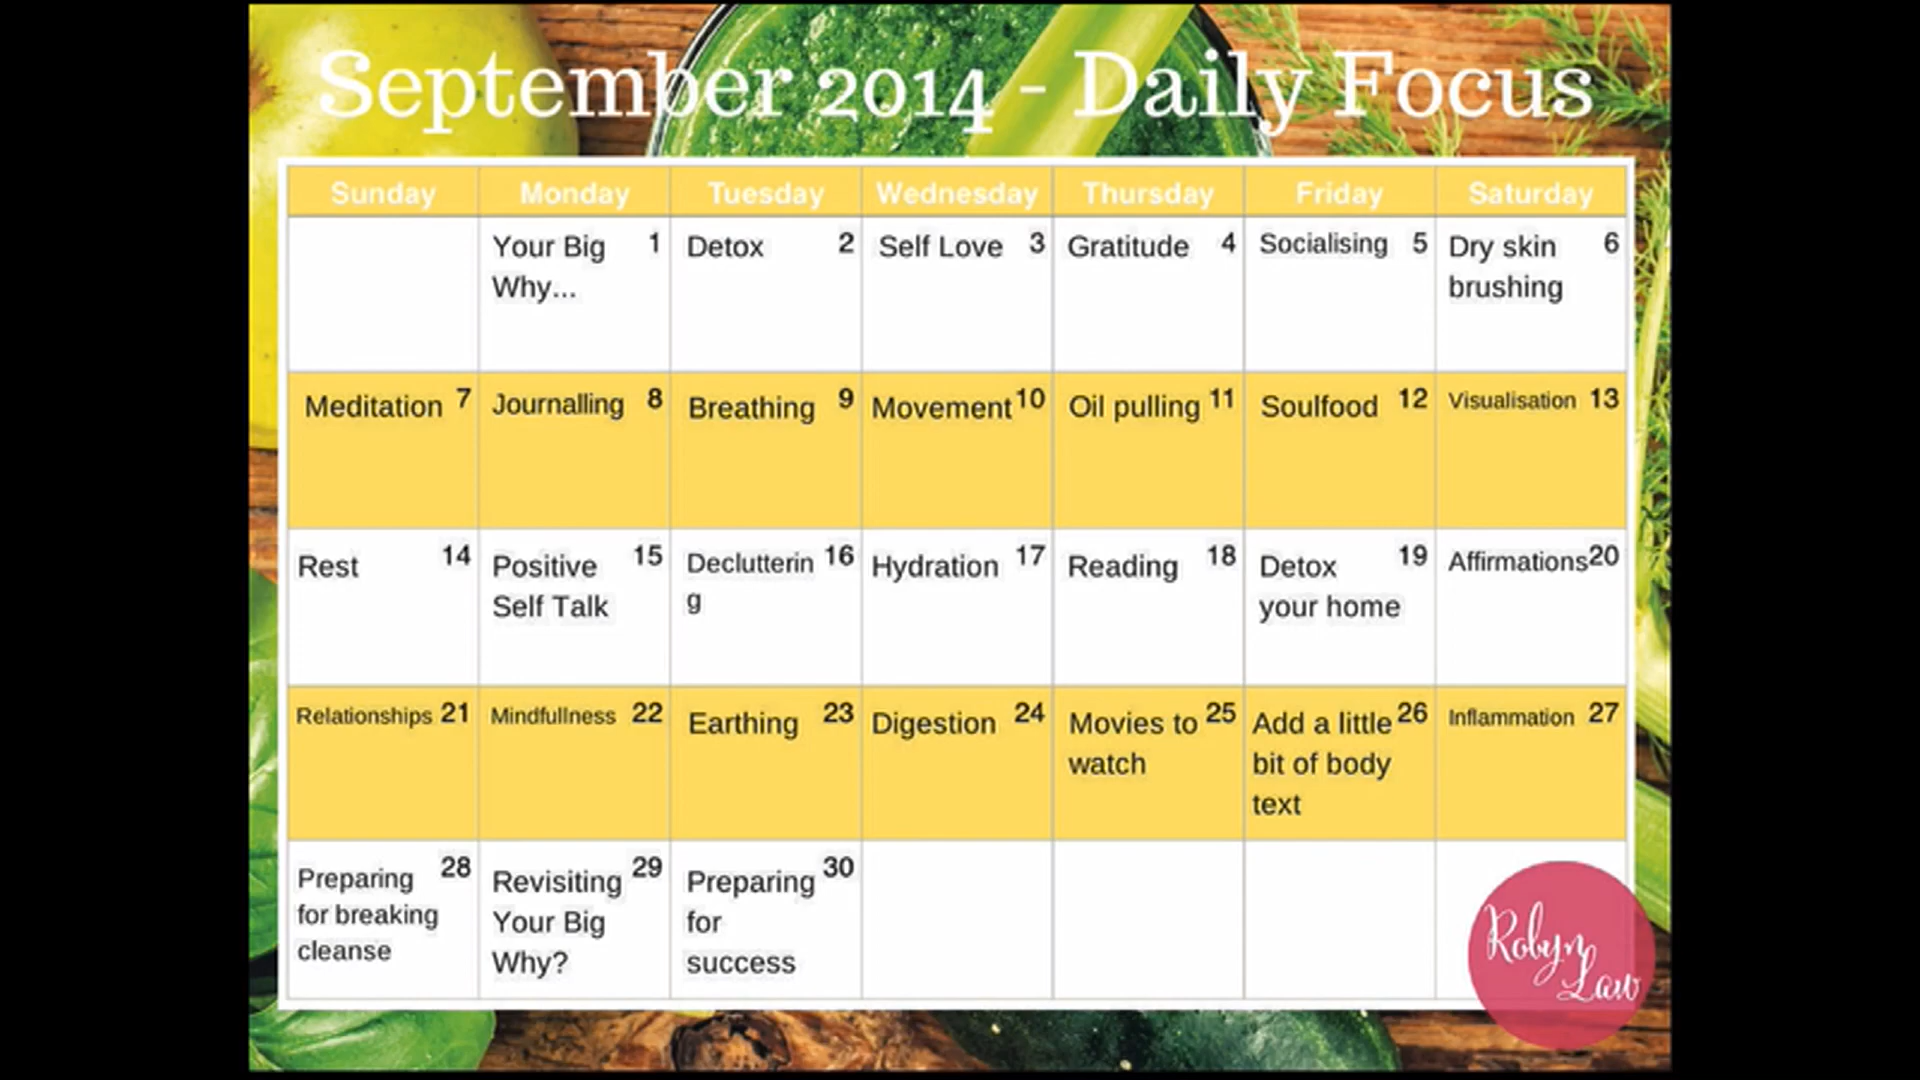 September 2014 - Daily Focus
Sunday Monday Tuesday Wednesday Thursday Friday Saturday
Your Big 1 Detox 2 Self Love 3 Gratitude 4 Socialising 5 Dry skin 6
Why... brushing
Meditation 7 Journalling 8 Breathing 9 Movement 10 Oil pulling 11 Soulfood 12 Visualisation 13
Rest 14 Positive 15 Declutterin 16 Hydration 17 Reading 18 Detox 19 Affirmations 20
Self Talk g your home
Relationships 21 Mindfullness 22 Earthing 23 Digestion 24 Movies to 25 Add a little 26 Inflammation 27
watch bit of body
text
Preparing 28 Revisiting 29 Preparing 30
for breaking Your Big for
cleanse Why? success
Robyn
Law